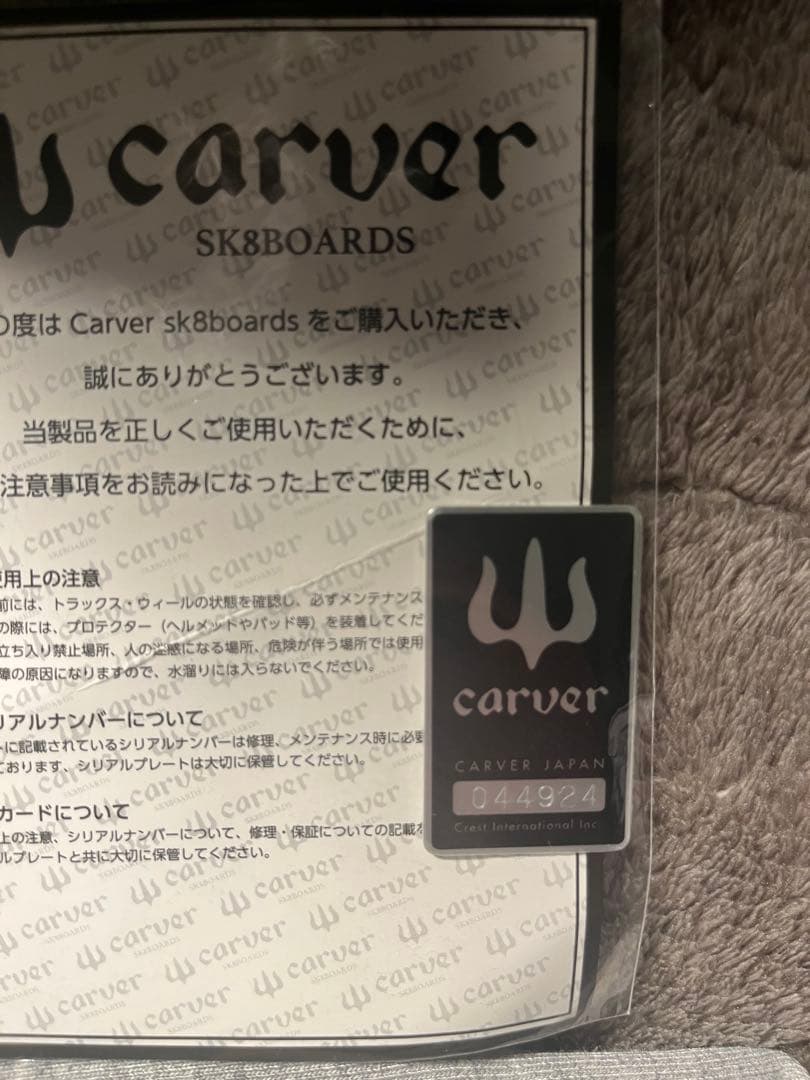 carver
SK8BOARDS
の度は Carver sk8boards をご購入いただき、
誠にありがとうございます。
当製品を正しくご使用いただくために、
注意事項をお読みになった上でご使用ください。
使用上の注意
前には、トラックス・ウィールの状態を確認し、必ずメンテナンス
の際には、プロテクター（ヘルメットやパッド等）を装着してくだ
立ち入り禁止場所、人の迷惑になる場所、危険が伴う場所では使用
障の原因になりますので、水溜りには入らないでください。
リアルナンバーについて
トに記載されているシリアルナンバーは修理、メンテナンス時に必要
ております、シリアルプレートは大切に保管してください。
カードについて
上の注意、シリアルナンバーについて、修理・保証についての記載を
ルプレートと共に大切に保管してください。
carver
CARVER JAPAN
044924
Crest International Inc